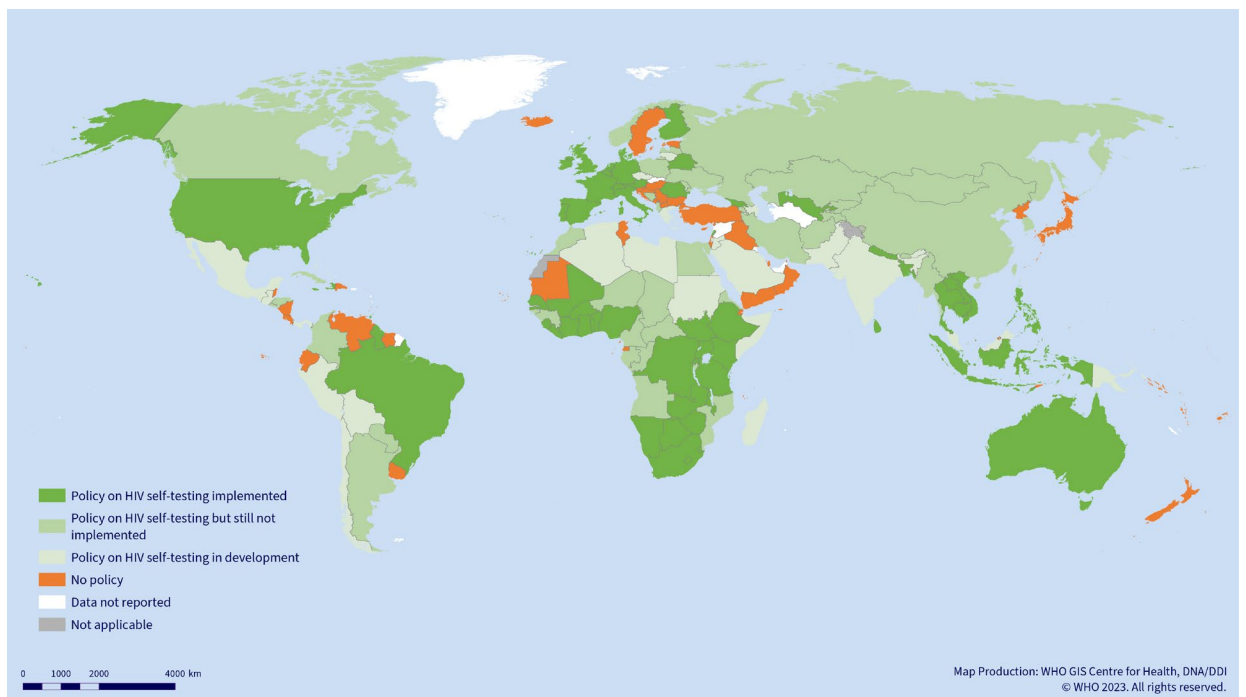 Policy on HIV self-testing implemented
Policy on HIV self-testing but still not
implemented
Policy on HIV self-testing in development
No policy
Data not reported
Not applicable
0 1000 2000 4000 km
Map Production: WHO GIS Centre for Health, DNA/DDI
© WHO 2023. All rights reserved.